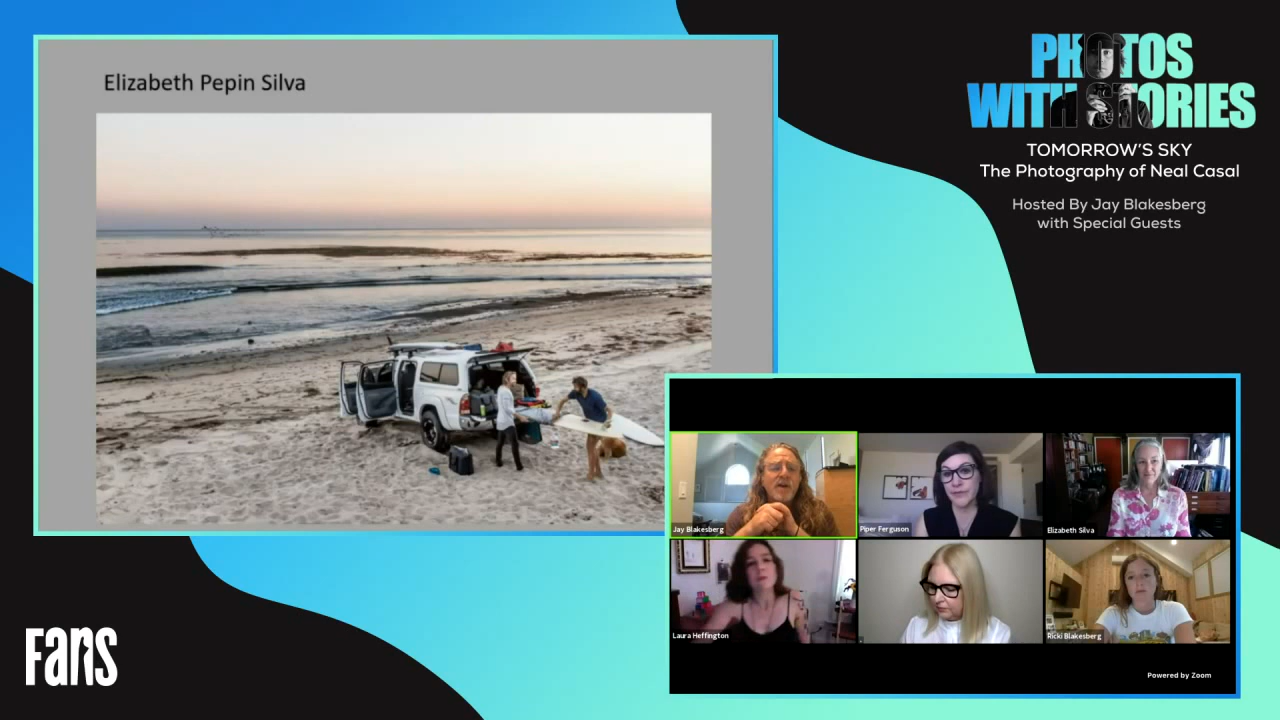 Elizabeth Pepin Silva
PHOTOS
WITH STORIES
TOMORROW'S SKY
The Photography of Neal Casal
Hosted By Jay Blakesberg
with Special Guests
Jay Blakesberg
Piper Ferguson
Elizabeth Silva
Laura Heffington
Ricki Blakesberg
Powered by Zoom
Fans